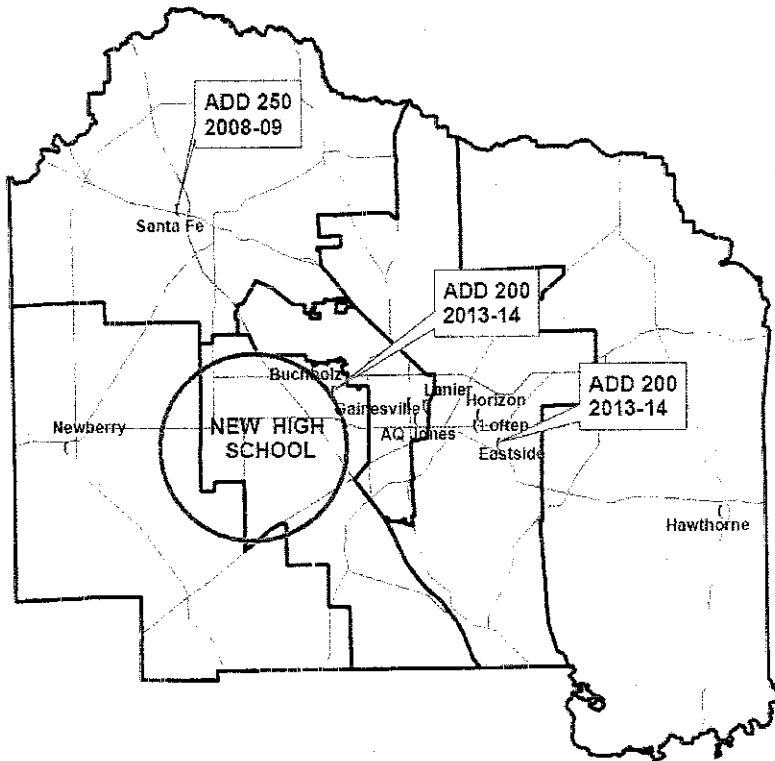 ADD 250
2008-09
Santa Fe
ADD 200
2013-14
Buchholz
ADD 200
2013-14
Lanier
Gainesville
Horizon
Newberry
NEW HIGH
SCHOOL
AQ Jones
Loften
Eastside
Hawthorne